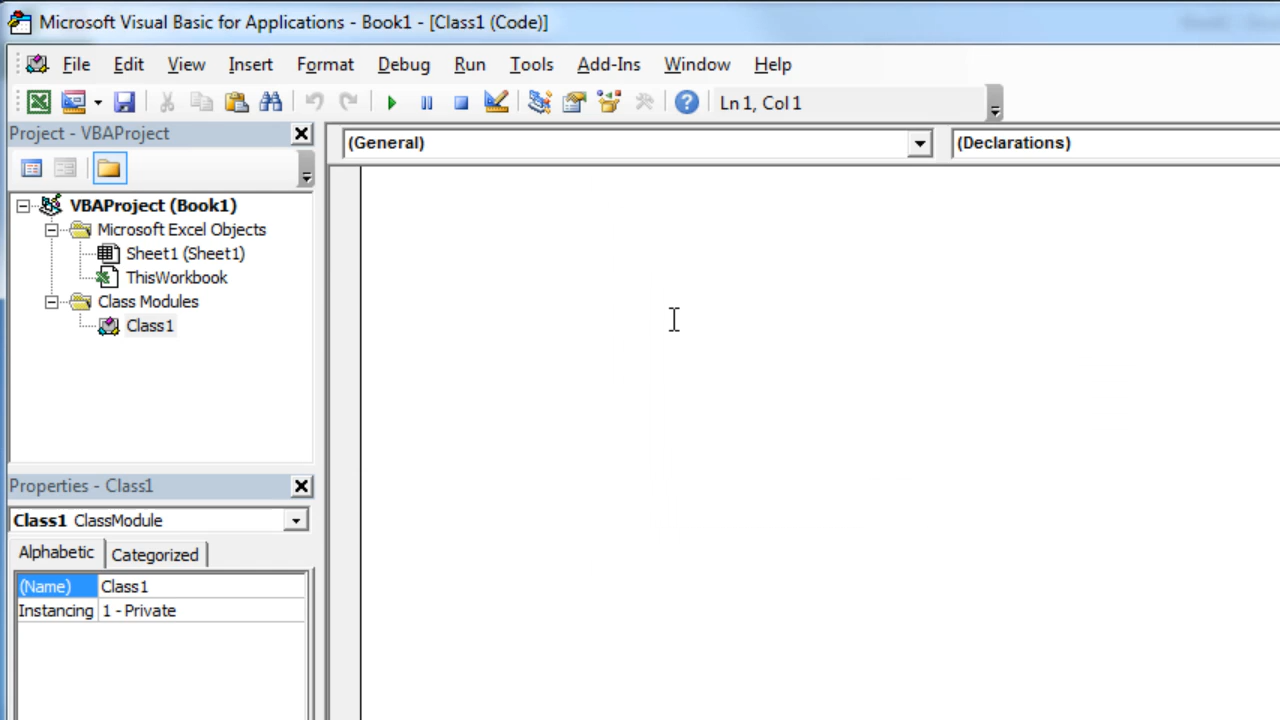 Microsoft Visual Basic for Applications - Book1 - [Class1 (Code)]
File Edit View Insert Format Debug Run Tools Add-Ins Window Help
Ln 1, Col 1
Project - VBAProject
(General) (Declarations)
VBAProject (Book1)
Microsoft Excel Objects
Sheet1 (Sheet1)
ThisWorkbook
Class Modules
Class1
Properties - Class1
Class1 ClassModule
Alphabetic Categorized
(Name) Class1
Instancing 1 - Private